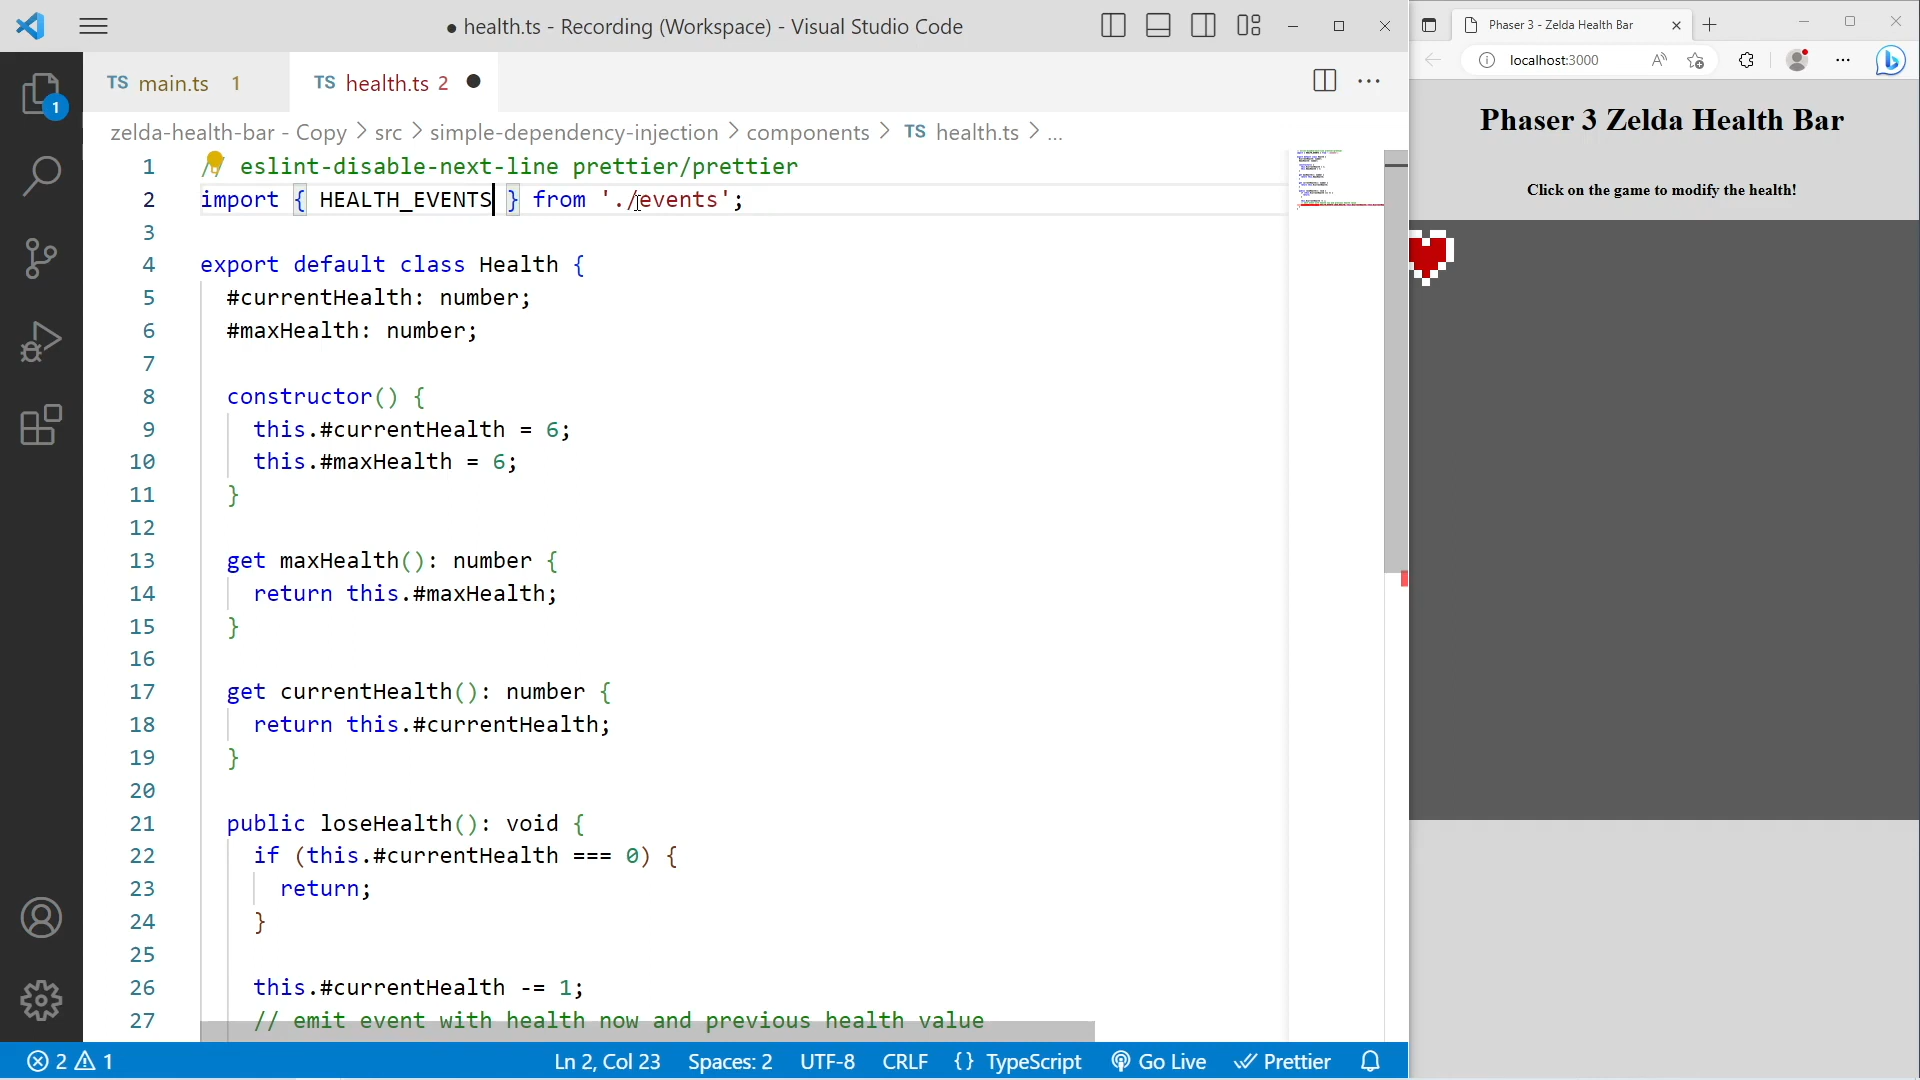 ● health.ts - Recording (Workspace) - Visual Studio Code
TS main.ts 1
TS health.ts 2 ●
zelda-health-bar - Copy > src > simple-dependency-injection > components > TS health.ts > ...
1
1 // eslint-disable-next-line prettier/prettier
2 import { HEALTH_EVENTS } from './events';
3
4 export default class Health {
5 #currentHealth: number;
6 #maxHealth: number;
7
8 constructor() {
9 this.#currentHealth = 6;
10 this.#maxHealth = 6;
11 }
12
13 get maxHealth(): number {
14 return this.#maxHealth;
15 }
16
17 get currentHealth(): number {
18 return this.#currentHealth;
19 }
20
21 public loseHealth(): void {
22 if (this.#currentHealth === 0) {
23 return;
24 }
25
26 this.#currentHealth -= 1;
27 // emit event with health now and previous health value
2 1
Ln 2, Col 23
Spaces: 2
UTF-8
CRLF
{} TypeScript
Go Live
Prettier
Phaser 3 - Zelda Health Bar
localhost:3000
Phaser 3 Zelda Health Bar
Click on the game to modify the health!